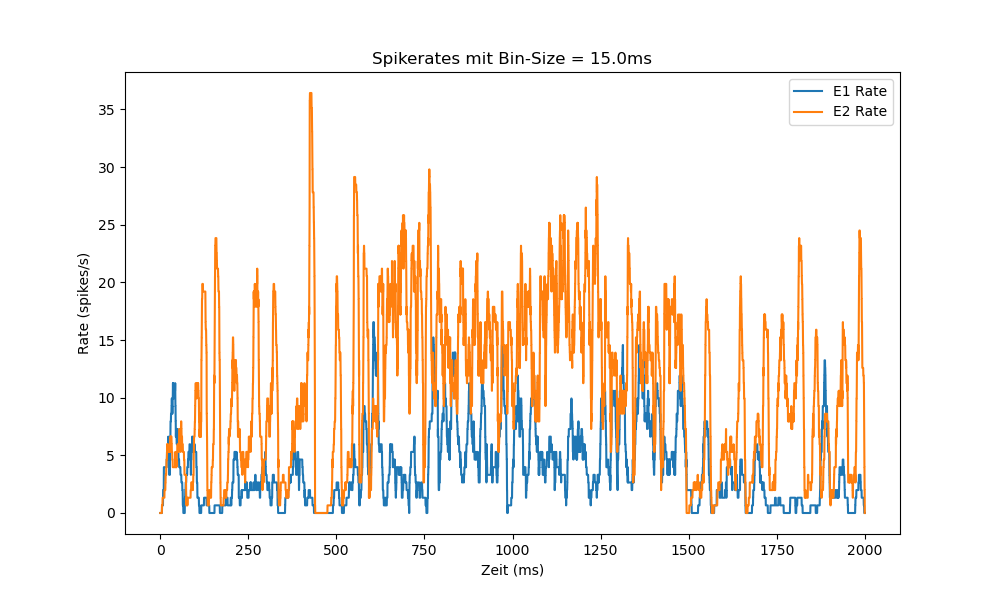 Spikerates mit Bin-Size = 15.0ms
E1 Rate
E2 Rate
Rate (spikes/s)
35
30
25
20
15
10
5
0
0 250 500 750 1000 1250 1500 1750 2000
Zeit (ms)